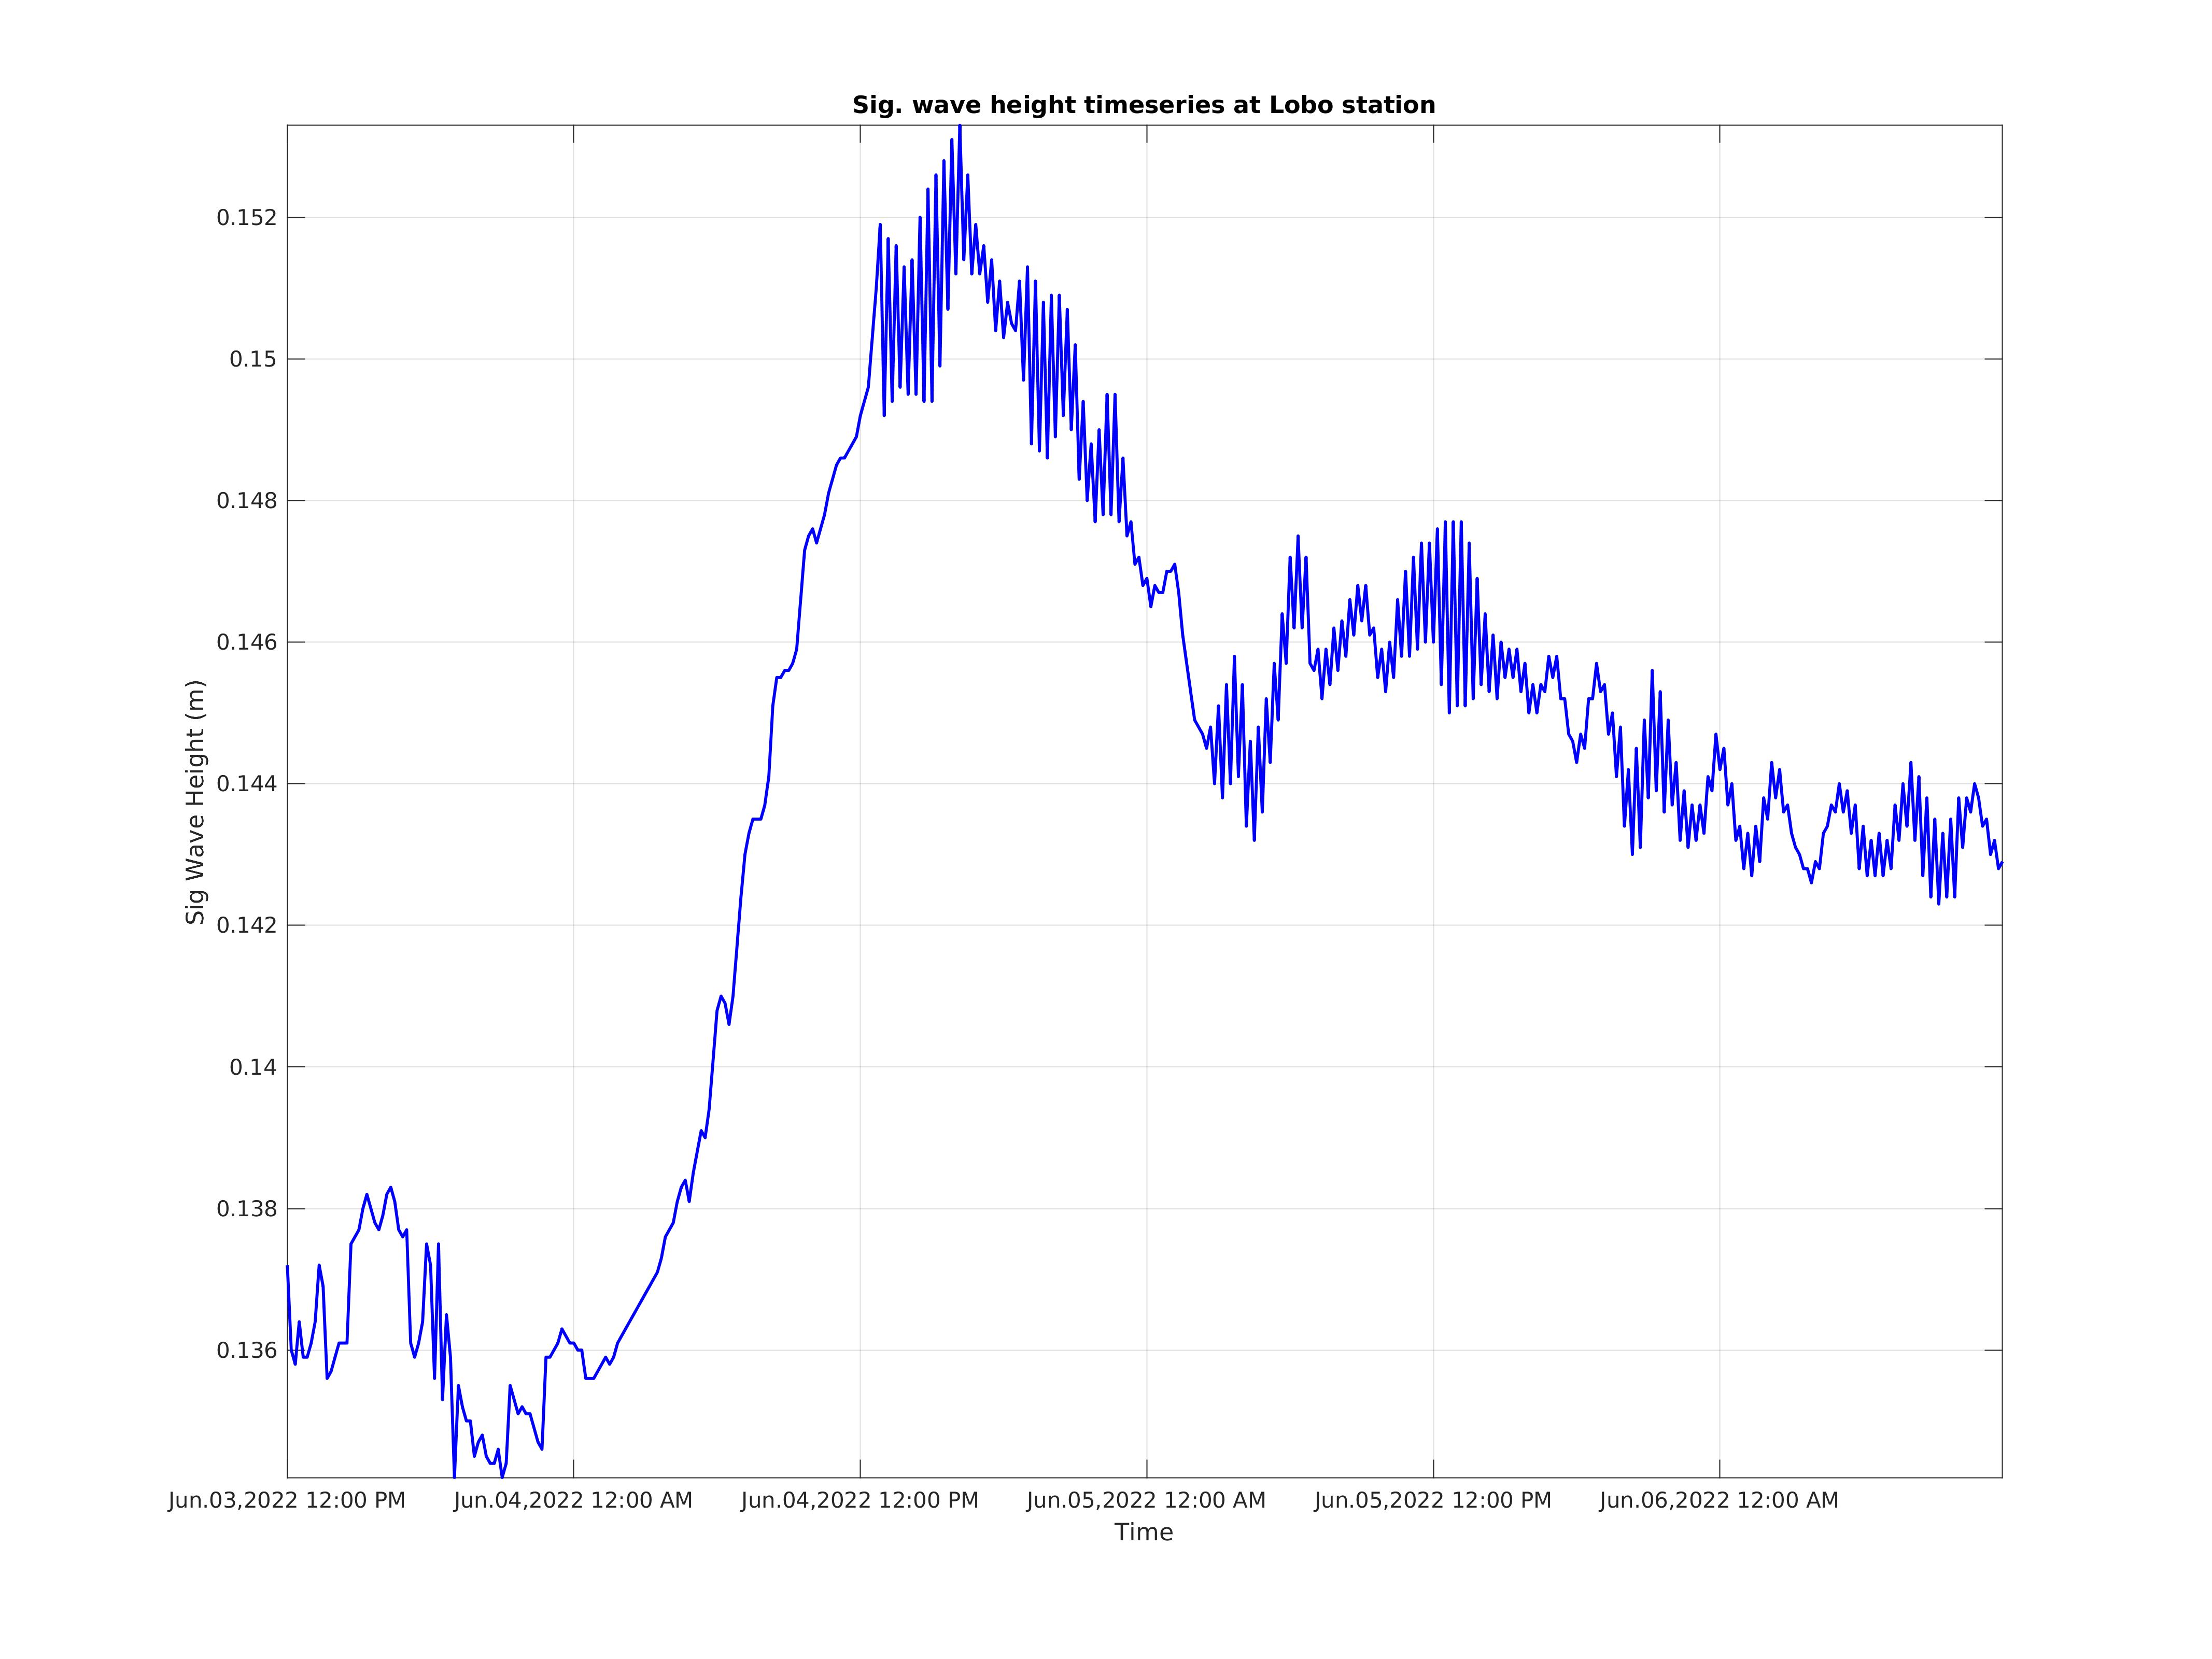 Sig. wave height timeseries at Lobo station
0.152
0.15
0.148
0.146
0.144
0.142
0.14
0.138
0.136
Sig Wave Height (m)
Jun.03,2022 12:00 PM Jun.04,2022 12:00 AM Jun.04,2022 12:00 PM Jun.05,2022 12:00 AM Jun.05,2022 12:00 PM Jun.06,2022 12:00 AM
Time